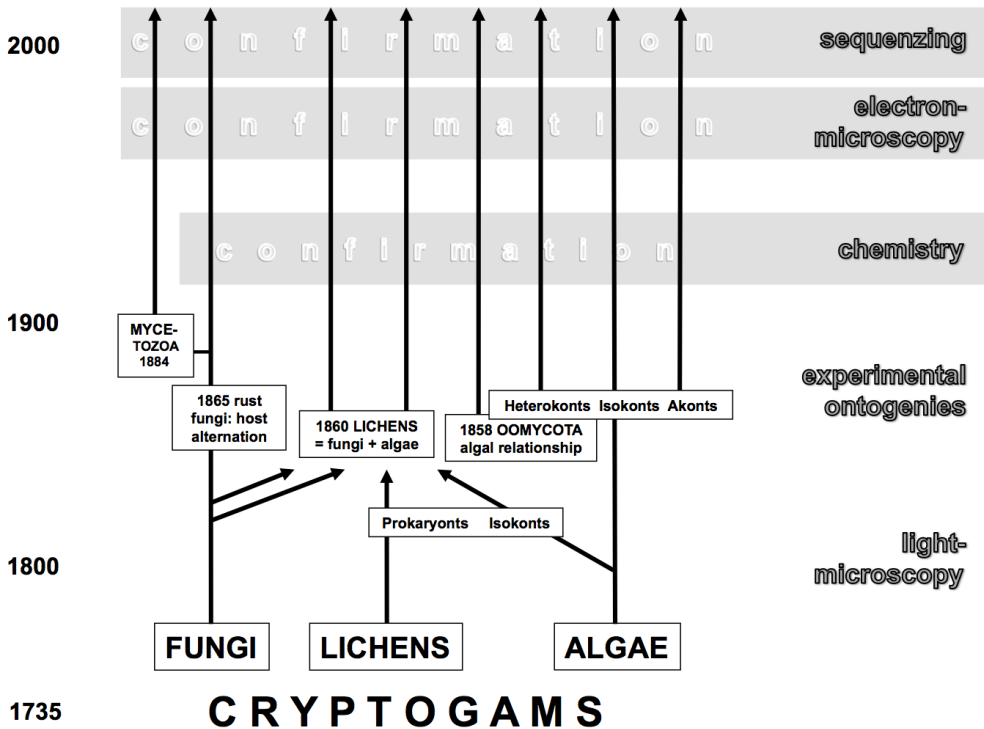 2000
c o n f i r m a t i o n
sequenzing
c o n f i r m a t i o n
electron-
microscopy
c o n f i r m a t i o n
chemistry
1900
MYCE-
TOZOA
1884
experimental
ontogenies
1865 rust
fungi: host
alternation
1860 LICHENS
= fungi + algae
Heterokonts Isokonts Akonts
1858 OOMYCOTA
algal relationship
Prokaryonts Isokonts
light-
microscopy
1800
FUNGI
LICHENS
ALGAE
1735
C R Y P T O G A M S